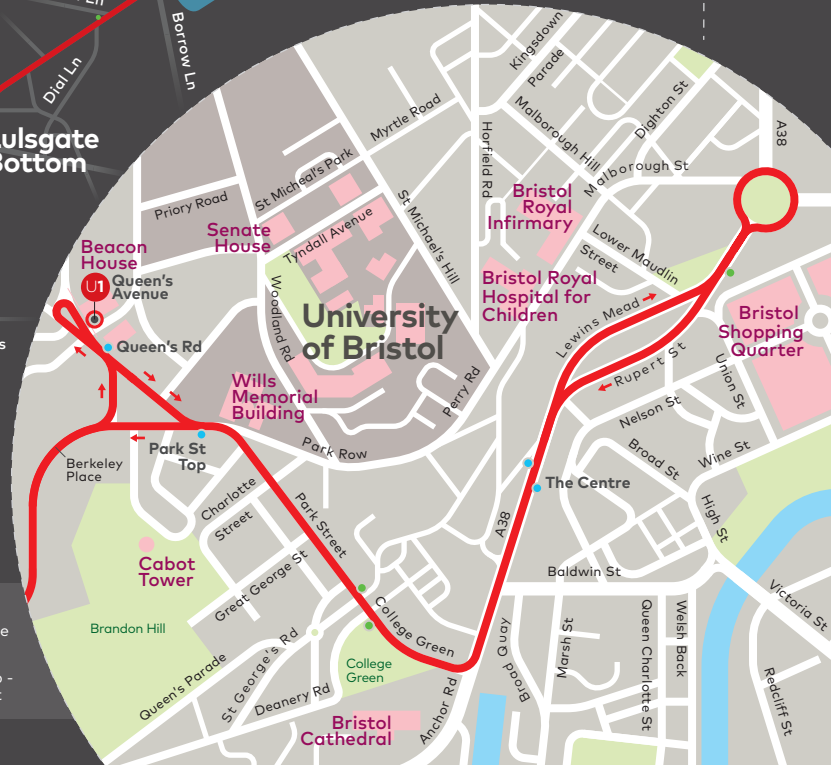 Borrow Ln
Dial Ln
Ln
ulsgate
Bottom
Kingsdown
Parade
Myrtle Road
Horfield Rd
Malborough Hill
Dighton St
A38
Malborough St
St Micheal's Park
Priory Road
Bristol
Royal
Infirmary
Senate
House
Tyndall Avenue
St Michael's Hill
Lower Maudlin
Street
Beacon
House
U1
Queen's
Avenue
Woodland Rd
University
of Bristol
Bristol Royal
Hospital for
Children
Lewins Mead
Bristol
Shopping
Quarter
s
Queen's Rd
Rupert St
Union St
Wills
Memorial
Building
Perry Rd
Nelson St
Park St
Top
Park Row
Broad St
Wine St
Berkeley
Place
Charlotte
Street
Park Street
The Centre
High St
A38
Cabot
Tower
Great George St
Baldwin St
Victoria St
Brandon Hill
College Green
College
Green
St George's Rd
Queen's Parade
Deanery Rd
Broad Quay
Marsh St
Queen Charlotte St
Welsh Back
Redcliff St
Anchor Rd
Bristol
Cathedral
e
-
t